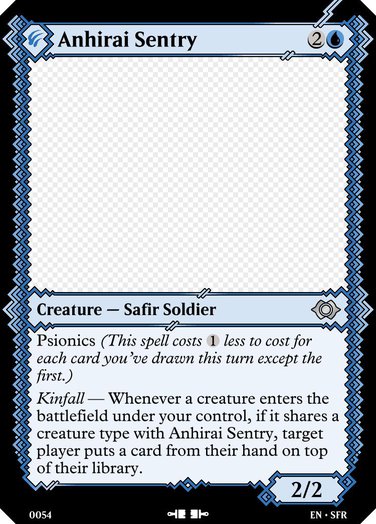 Anhirai Sentry 2
Creature — Safir Soldier
Psionics (This spell costs 1 less to cost for
each card you've drawn this turn except the
first.)
Kinfall — Whenever a creature enters the
battlefield under your control, if it shares a
creature type with Anhirai Sentry, target
player puts a card from their hand on top
of their library.
2/2
0054
EN • SFR